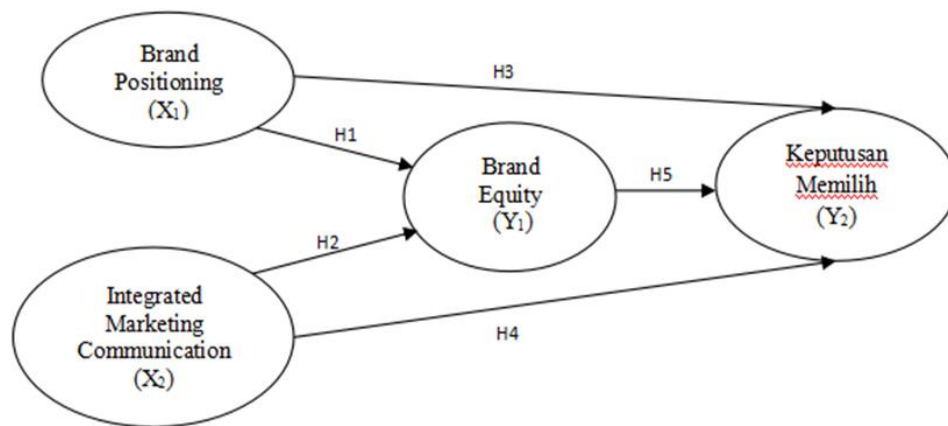 Brand
Positioning
(X₁)
H3
H1
Brand
Equity
(Y₁)
H5
Keputusan
Memilih
(Y₂)
H2
Integrated
Marketing
Communication
(X₂)
H4